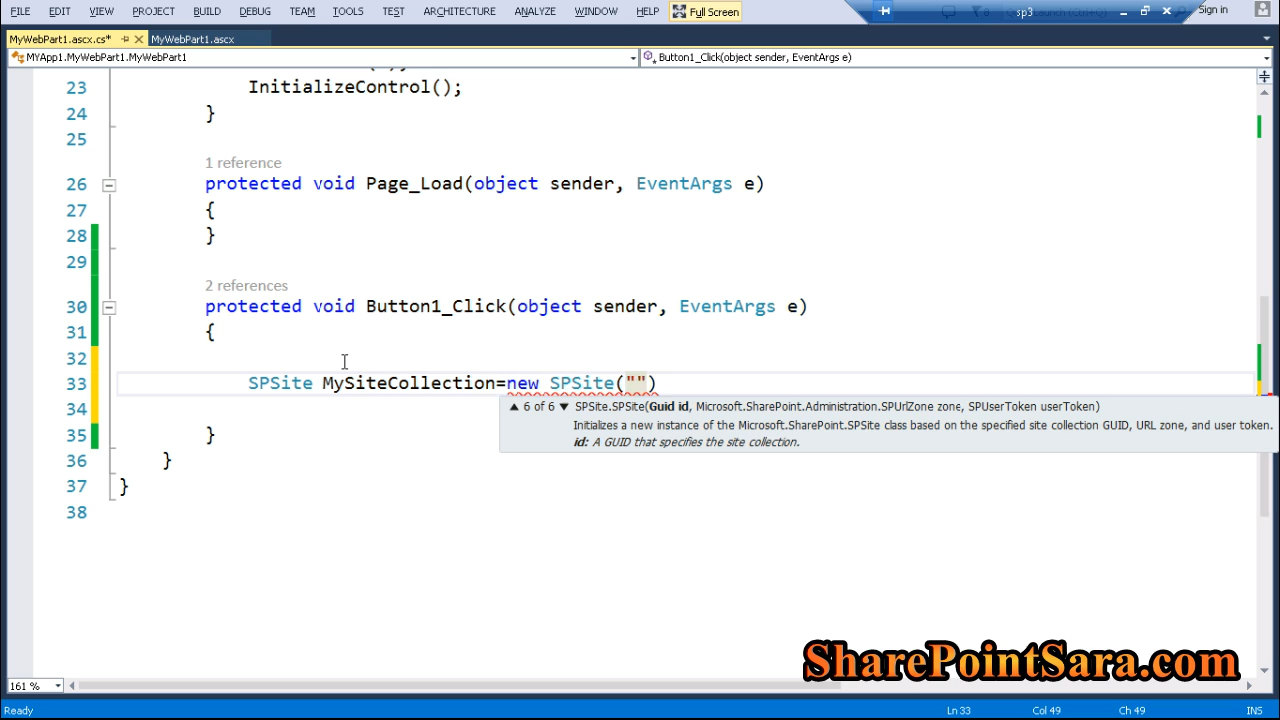 FILE EDIT VIEW PROJECT BUILD DEBUG TEAM TOOLS TEST ARCHITECTURE ANALYZE WINDOW HELP Full Screen sp3 Sign in
MyWebPart1.ascx.cs* MyWebPart1.ascx
MYApp1.MyWebPart1.MyWebPart1 Button1_Click(object sender, EventArgs e)
23 InitializeControl();
24 }
25
1 reference
26 protected void Page_Load(object sender, EventArgs e)
27 {
28 }
29
2 references
30 protected void Button1_Click(object sender, EventArgs e)
31 {
32
33 SPSite MySiteCollection=new SPSite("")
34
6 of 6 SPSite.SPSite(Guid id, Microsoft.SharePoint.Administration.SPUrlZone zone, SPUserToken userToken)
Initializes a new instance of the Microsoft.SharePoint.SPSite class based on the specified site collection GUID, URL zone, and user token.
id: A GUID that specifies the site collection.
35 }
36 }
37 }
38
SharePointSara.com
161 %
Ready Ln 33 Col 49 Ch 49 INS